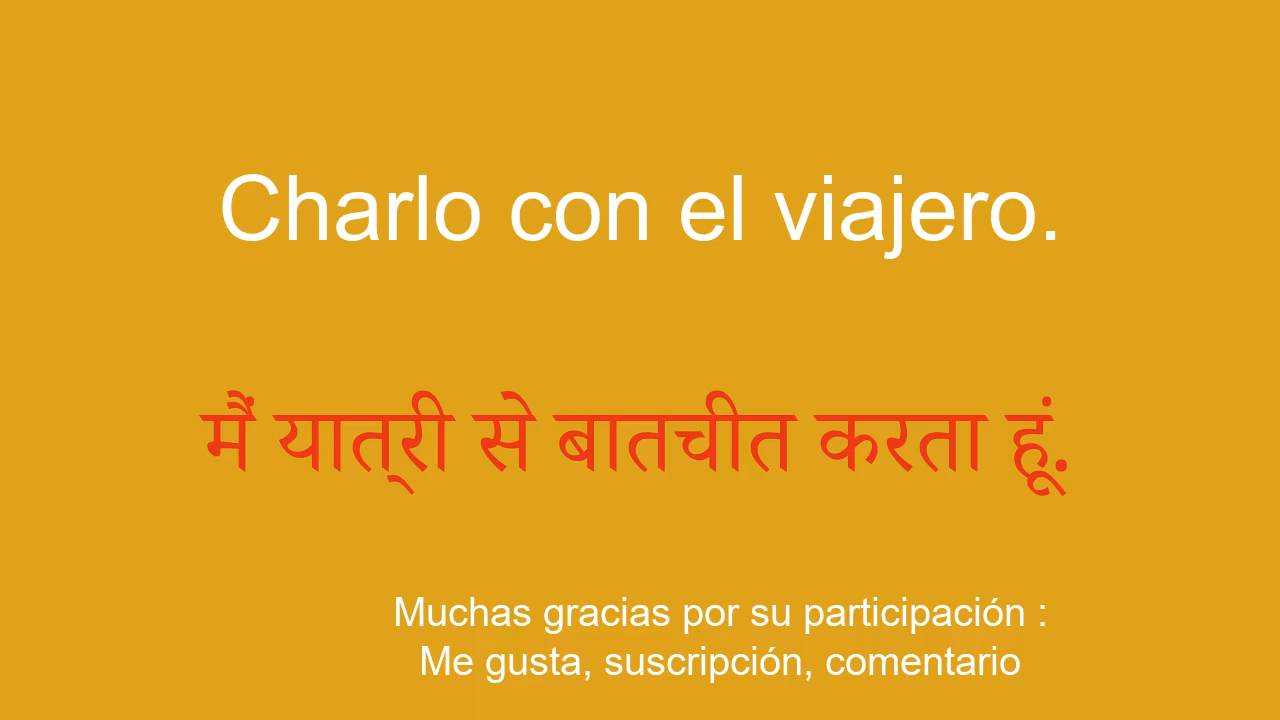 Charlo con el viajero.
मैं यात्री से बातचीत करता हूं.
Muchas gracias por su participación :
Me gusta, suscripción, comentario